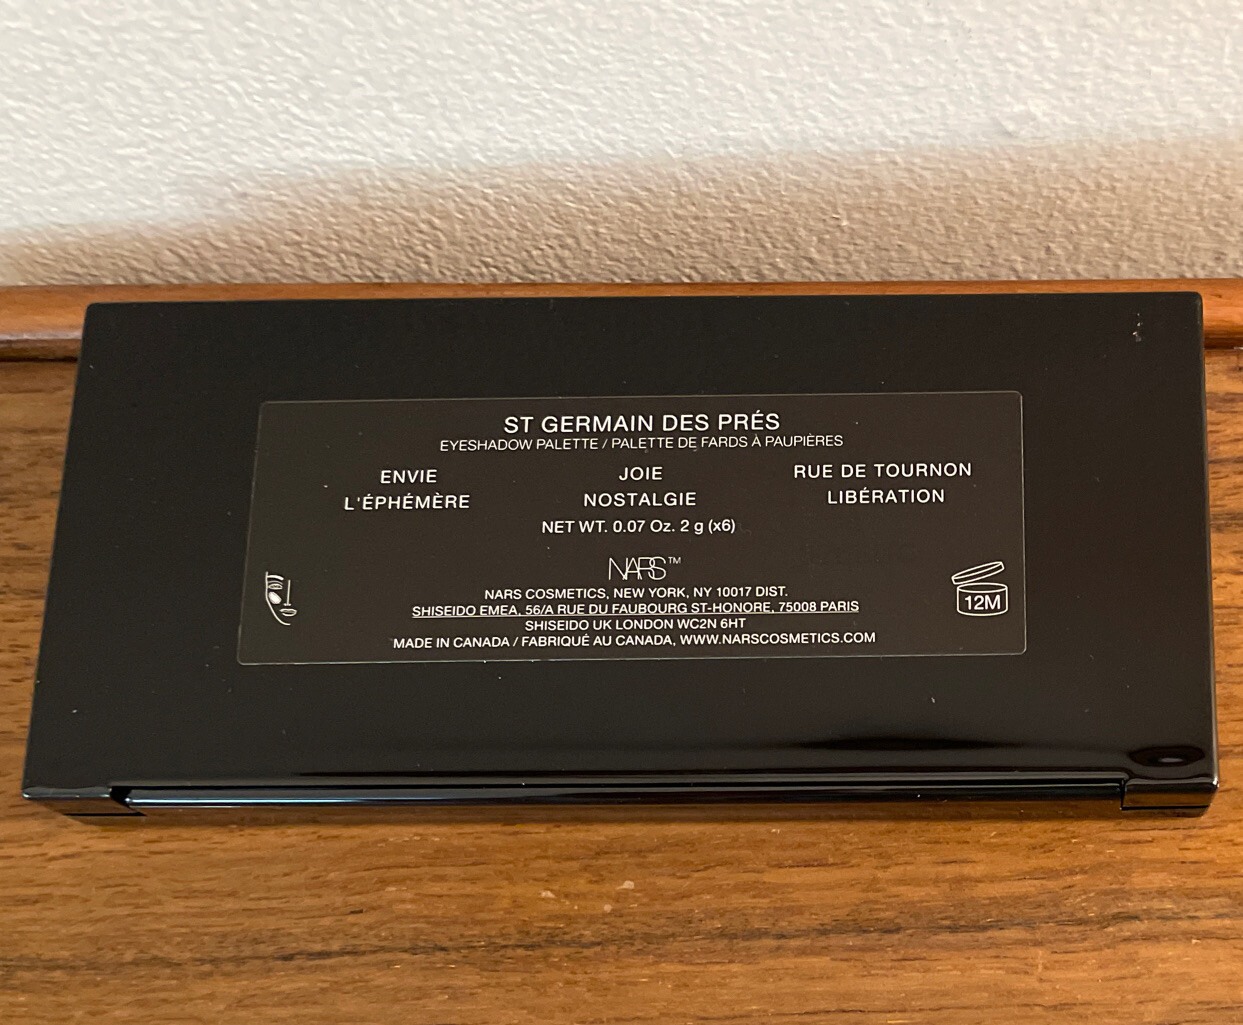 ST GERMAIN DES PRÉS
EYESHADOW PALETTE / PALETTE DE FARDS À PAUPIÈRES
ENVIE JOIE RUE DE TOURNON
L'ÉPHÉMÈRE NOSTALGIE LIBÉRATION
NET WT. 0.07 Oz. 2 g (x6)
NARS™
NARS COSMETICS, NEW YORK, NY 10017 DIST.
SHISEIDO EMEA, 56/A RUE DU FAUBOURG ST-HONORE, 75008 PARIS
12M
SHISEIDO UK LONDON WC2N 6HT
MADE IN CANADA / FABRIQUÉ AU CANADA, WWW.NARSCOSMETICS.COM